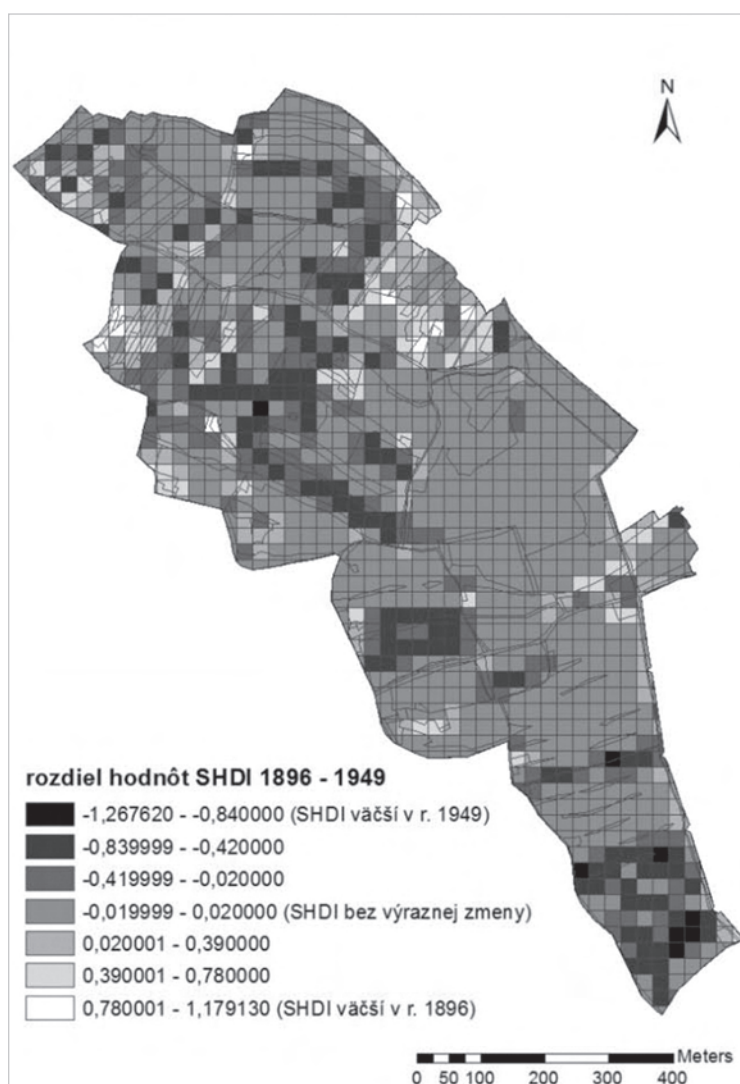 N
rozdiel hodnôt SHDI 1896 - 1949
-1,267620 - -0,840000 (SHDI väčší v r. 1949)
-0,839999 - -0,420000
-0,419999 - -0,020000
-0,019999 - 0,020000 (SHDI bez výraznej zmeny)
0,020001 - 0,390000
0,390001 - 0,780000
0,780001 - 1,179130 (SHDI väčší v r. 1896)
Meters
0 50 100 200 300 400